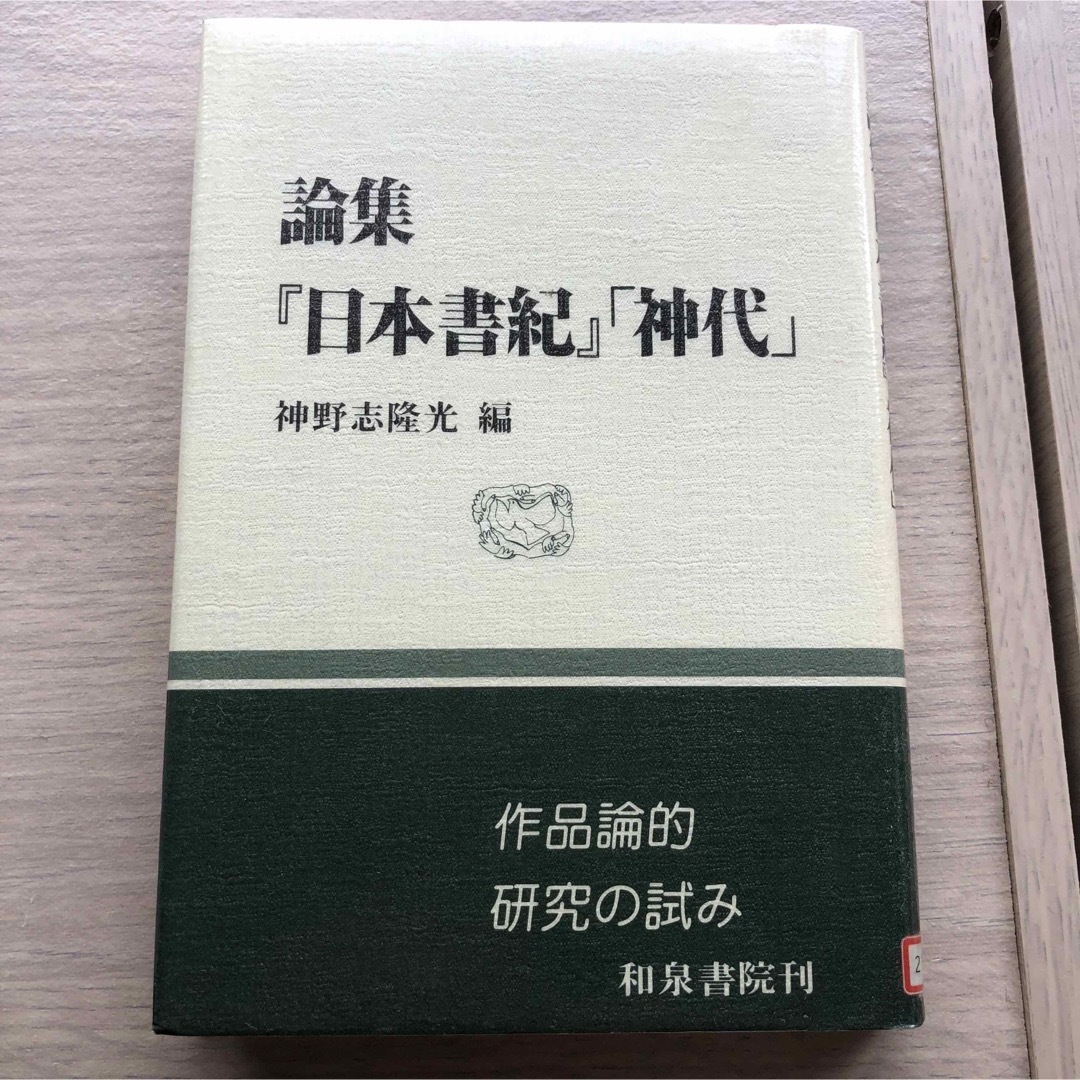 論集
『日本書紀』「神代」
神野志隆光 編
作品論的
研究の試み
和泉書院刊
2